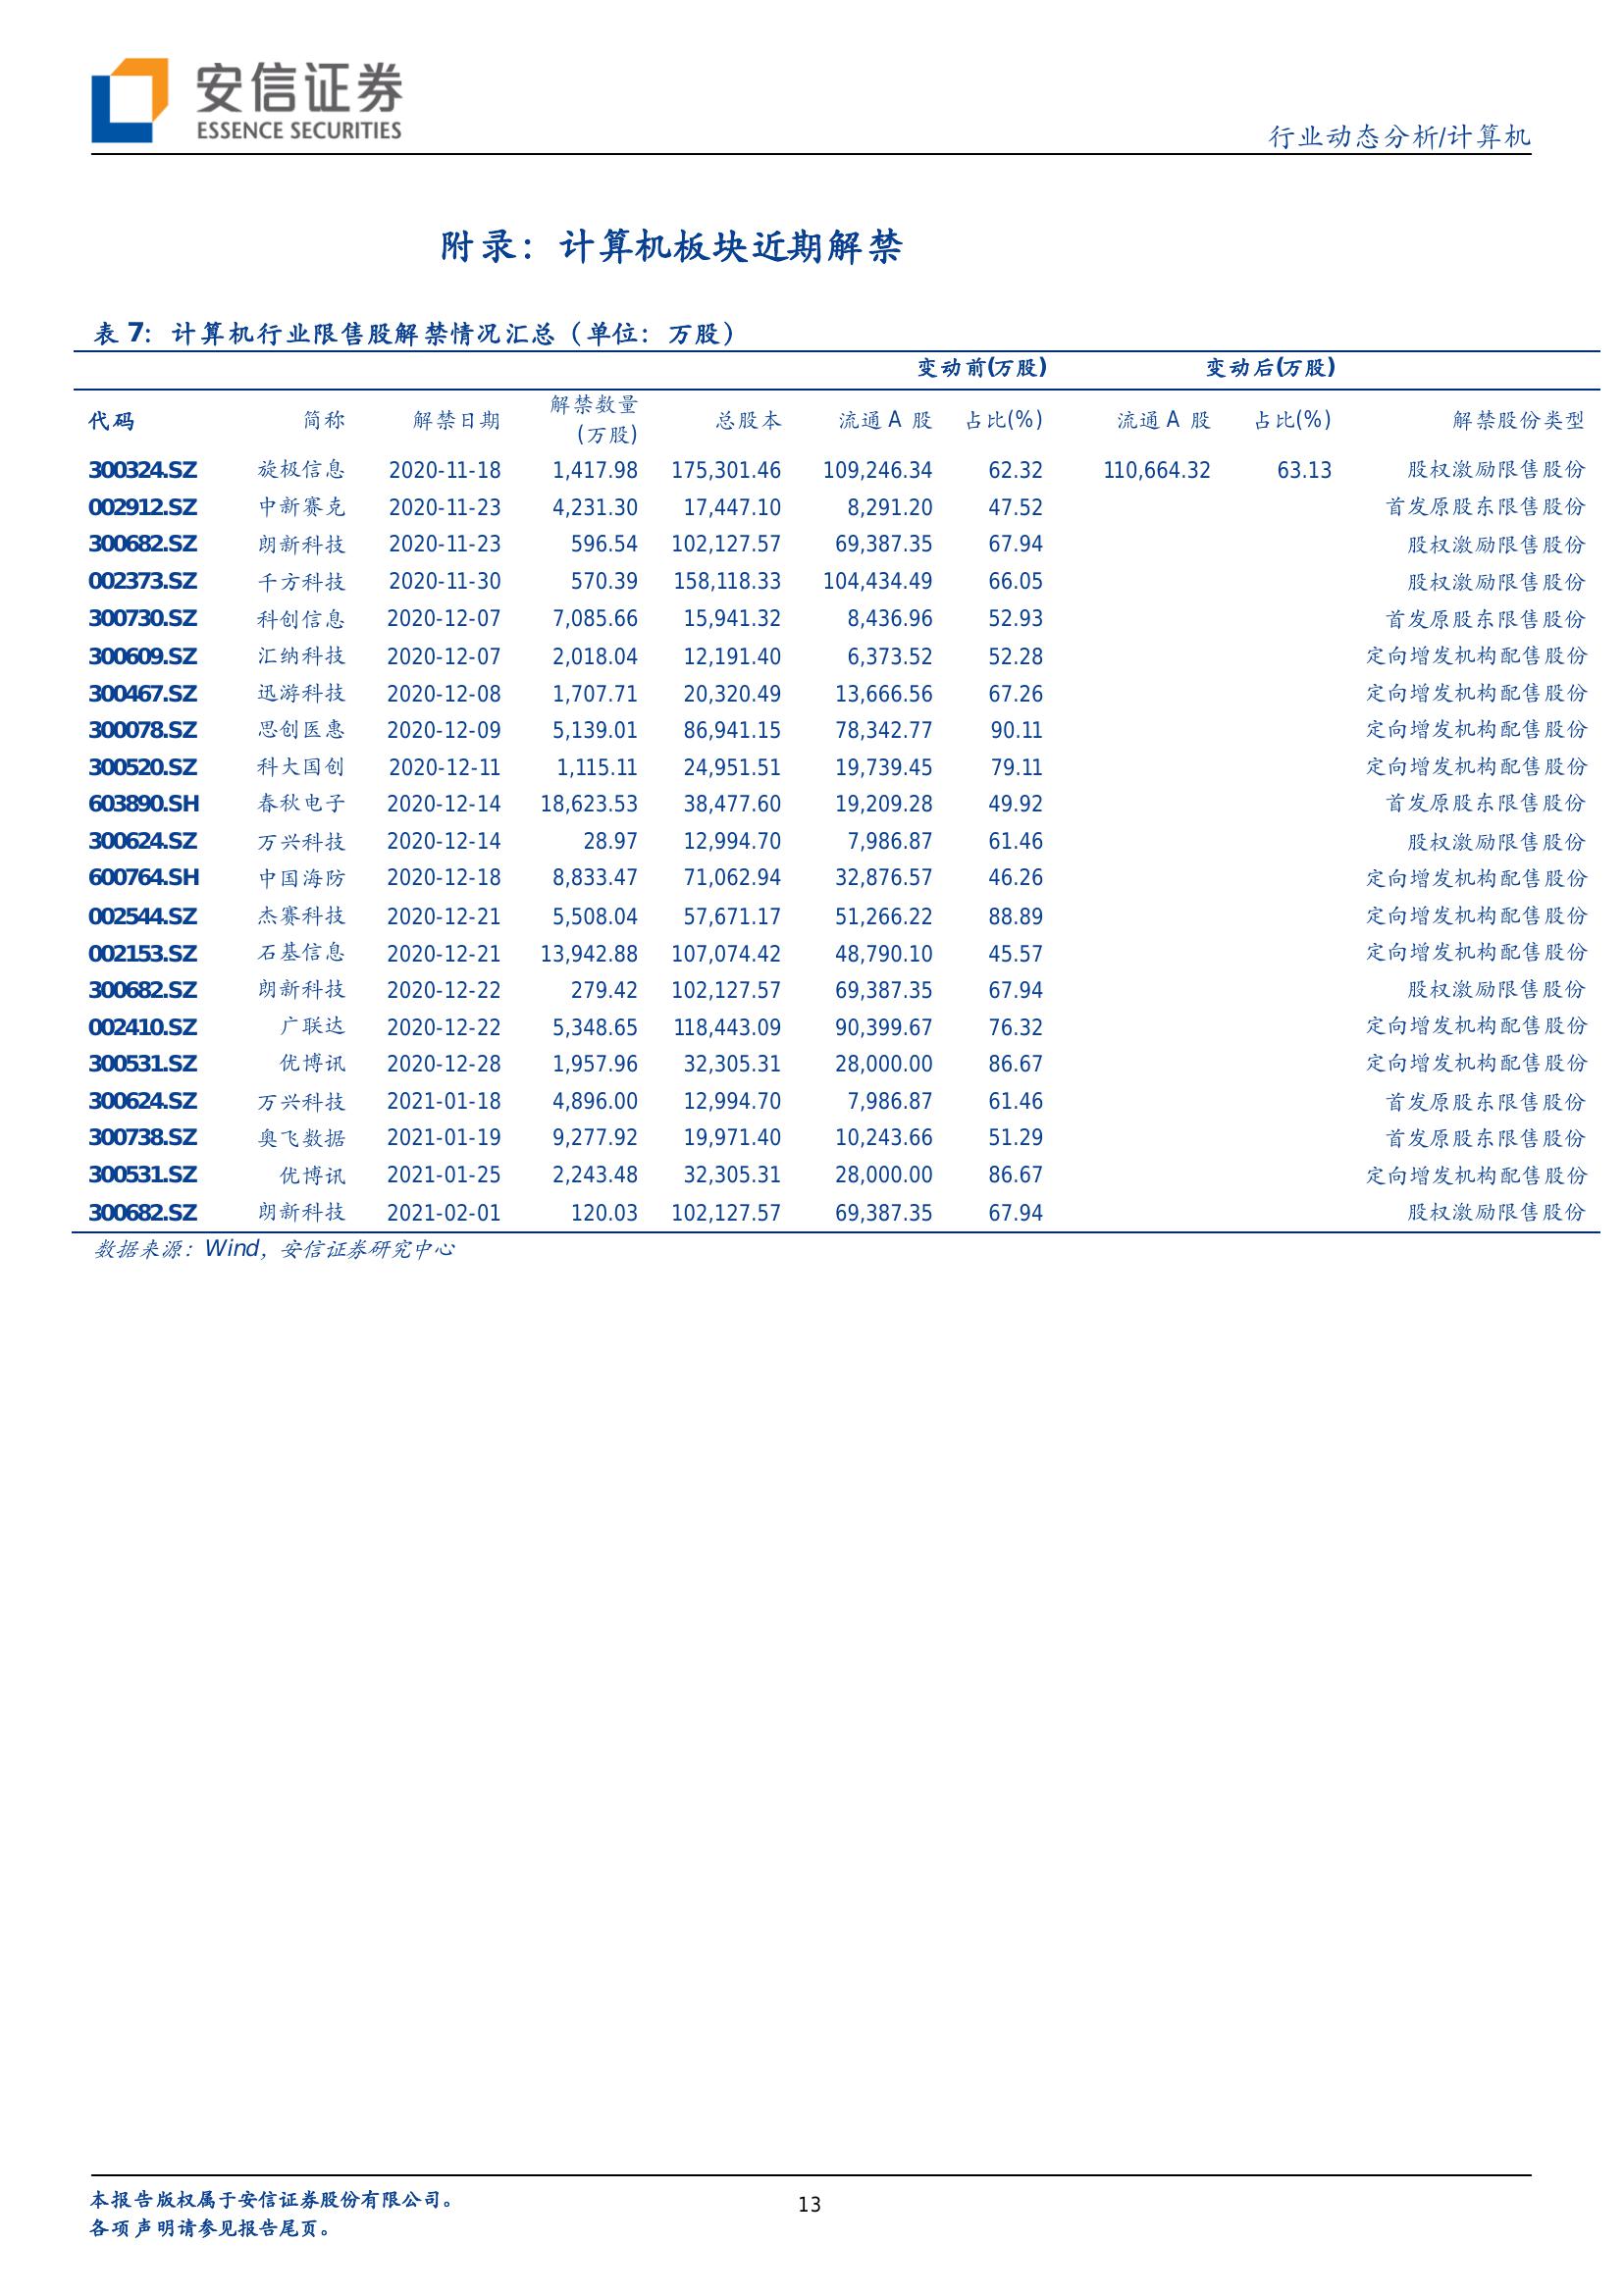 安信证券
ESSENCE SECURITIES
行业动态分析/计算机
附录：计算机板块近期解禁
表 7：计算机行业限售股解禁情况汇总（单位：万股）
变动前(万股) 变动后(万股)
代码 简称 解禁日期 解禁数量(万股) 总股本 流通 A 股 占比(%) 流通 A 股 占比(%) 解禁股份类型
300324.SZ 旋极信息 2020-11-18 1,417.98 175,301.46 109,246.34 62.32 110,664.32 63.13 股权激励限售股份
002912.SZ 中新赛克 2020-11-23 4,231.30 17,447.10 8,291.20 47.52 首发原股东限售股份
300682.SZ 朗新科技 2020-11-23 596.54 102,127.57 69,387.35 67.94 股权激励限售股份
002373.SZ 千方科技 2020-11-30 570.39 158,118.33 104,434.49 66.05 股权激励限售股份
300730.SZ 科创信息 2020-12-07 7,085.66 15,941.32 8,436.96 52.93 首发原股东限售股份
300609.SZ 汇纳科技 2020-12-07 2,018.04 12,191.40 6,373.52 52.28 定向增发机构配售股份
300467.SZ 迅游科技 2020-12-08 1,707.71 20,320.49 13,666.56 67.26 定向增发机构配售股份
300078.SZ 思创医惠 2020-12-09 5,139.01 86,941.15 78,342.77 90.11 定向增发机构配售股份
300520.SZ 科大国创 2020-12-11 1,115.11 24,951.51 19,739.45 79.11 定向增发机构配售股份
603890.SH 春秋电子 2020-12-14 18,623.53 38,477.60 19,209.28 49.92 首发原股东限售股份
300624.SZ 万兴科技 2020-12-14 28.97 12,994.70 7,986.87 61.46 股权激励限售股份
600764.SH 中国海防 2020-12-18 8,833.47 71,062.94 32,876.57 46.26 定向增发机构配售股份
002544.SZ 杰赛科技 2020-12-21 5,508.04 57,671.17 51,266.22 88.89 定向增发机构配售股份
002153.SZ 石基信息 2020-12-21 13,942.88 107,074.42 48,790.10 45.57 定向增发机构配售股份
300682.SZ 朗新科技 2020-12-22 279.42 102,127.57 69,387.35 67.94 股权激励限售股份
002410.SZ 广联达 2020-12-22 5,348.65 118,443.09 90,399.67 76.32 定向增发机构配售股份
300531.SZ 优博讯 2020-12-28 1,957.96 32,305.31 28,000.00 86.67 定向增发机构配售股份
300624.SZ 万兴科技 2021-01-18 4,896.00 12,994.70 7,986.87 61.46 首发原股东限售股份
300738.SZ 奥飞数据 2021-01-19 9,277.92 19,971.40 10,243.66 51.29 首发原股东限售股份
300531.SZ 优博讯 2021-01-25 2,243.48 32,305.31 28,000.00 86.67 定向增发机构配售股份
300682.SZ 朗新科技 2021-02-01 120.03 102,127.57 69,387.35 67.94 股权激励限售股份
数据来源：Wind，安信证券研究中心
本报告版权属于安信证券股份有限公司。
各项声明请参见报告尾页。
13